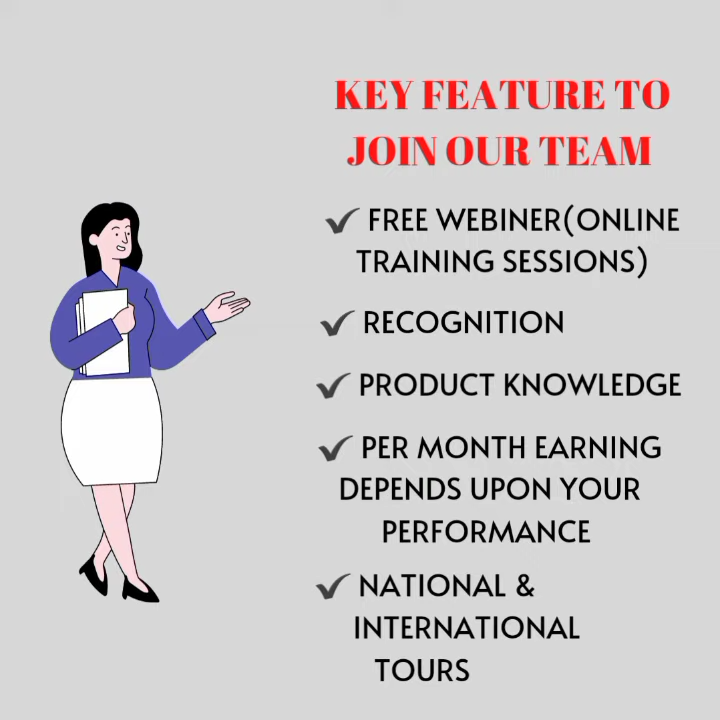 KEY FEATURE TO
JOIN OUR TEAM
✔ FREE WEBINER(ONLINE
TRAINING SESSIONS)
✔ RECOGNITION
✔ PRODUCT KNOWLEDGE
✔ PER MONTH EARNING
DEPENDS UPON YOUR
PERFORMANCE
✔ NATIONAL &
INTERNATIONAL
TOURS